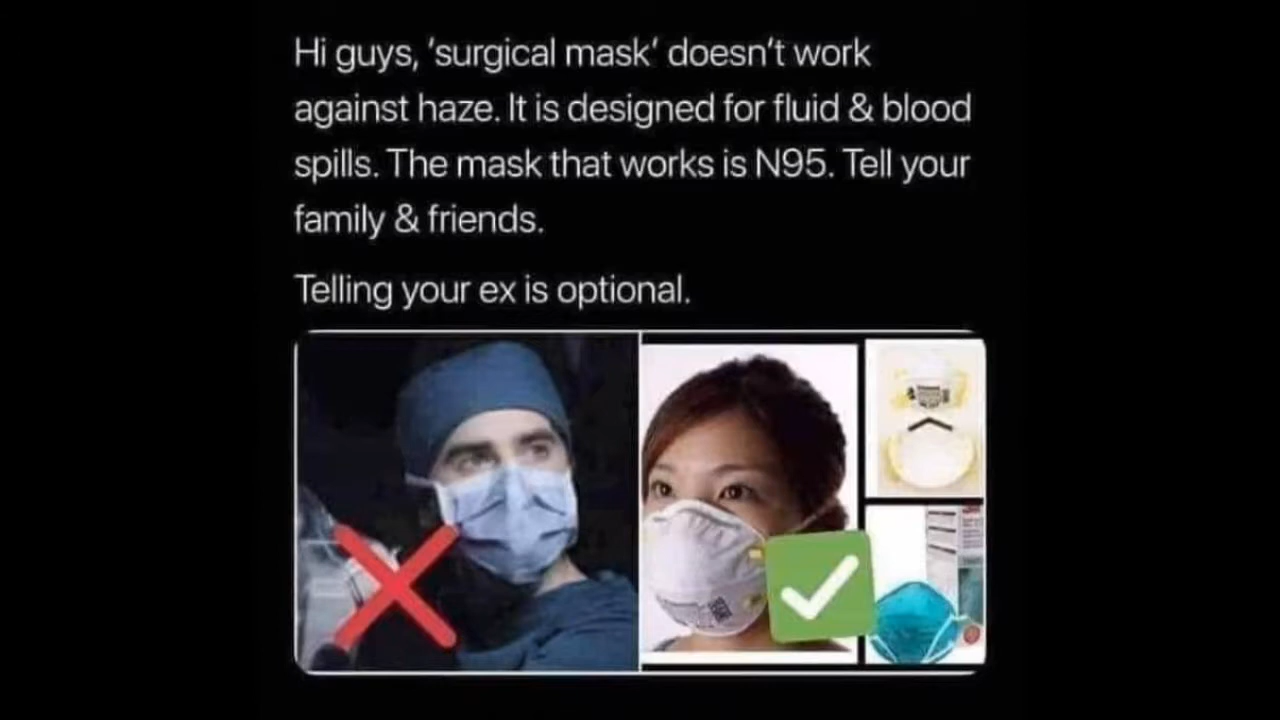 Hi guys, ‘surgical mask’ doesn’t work
against haze. It is designed for fluid & blood
spills. The mask that works is N95. Tell your
family & friends.
Telling your ex is optional.